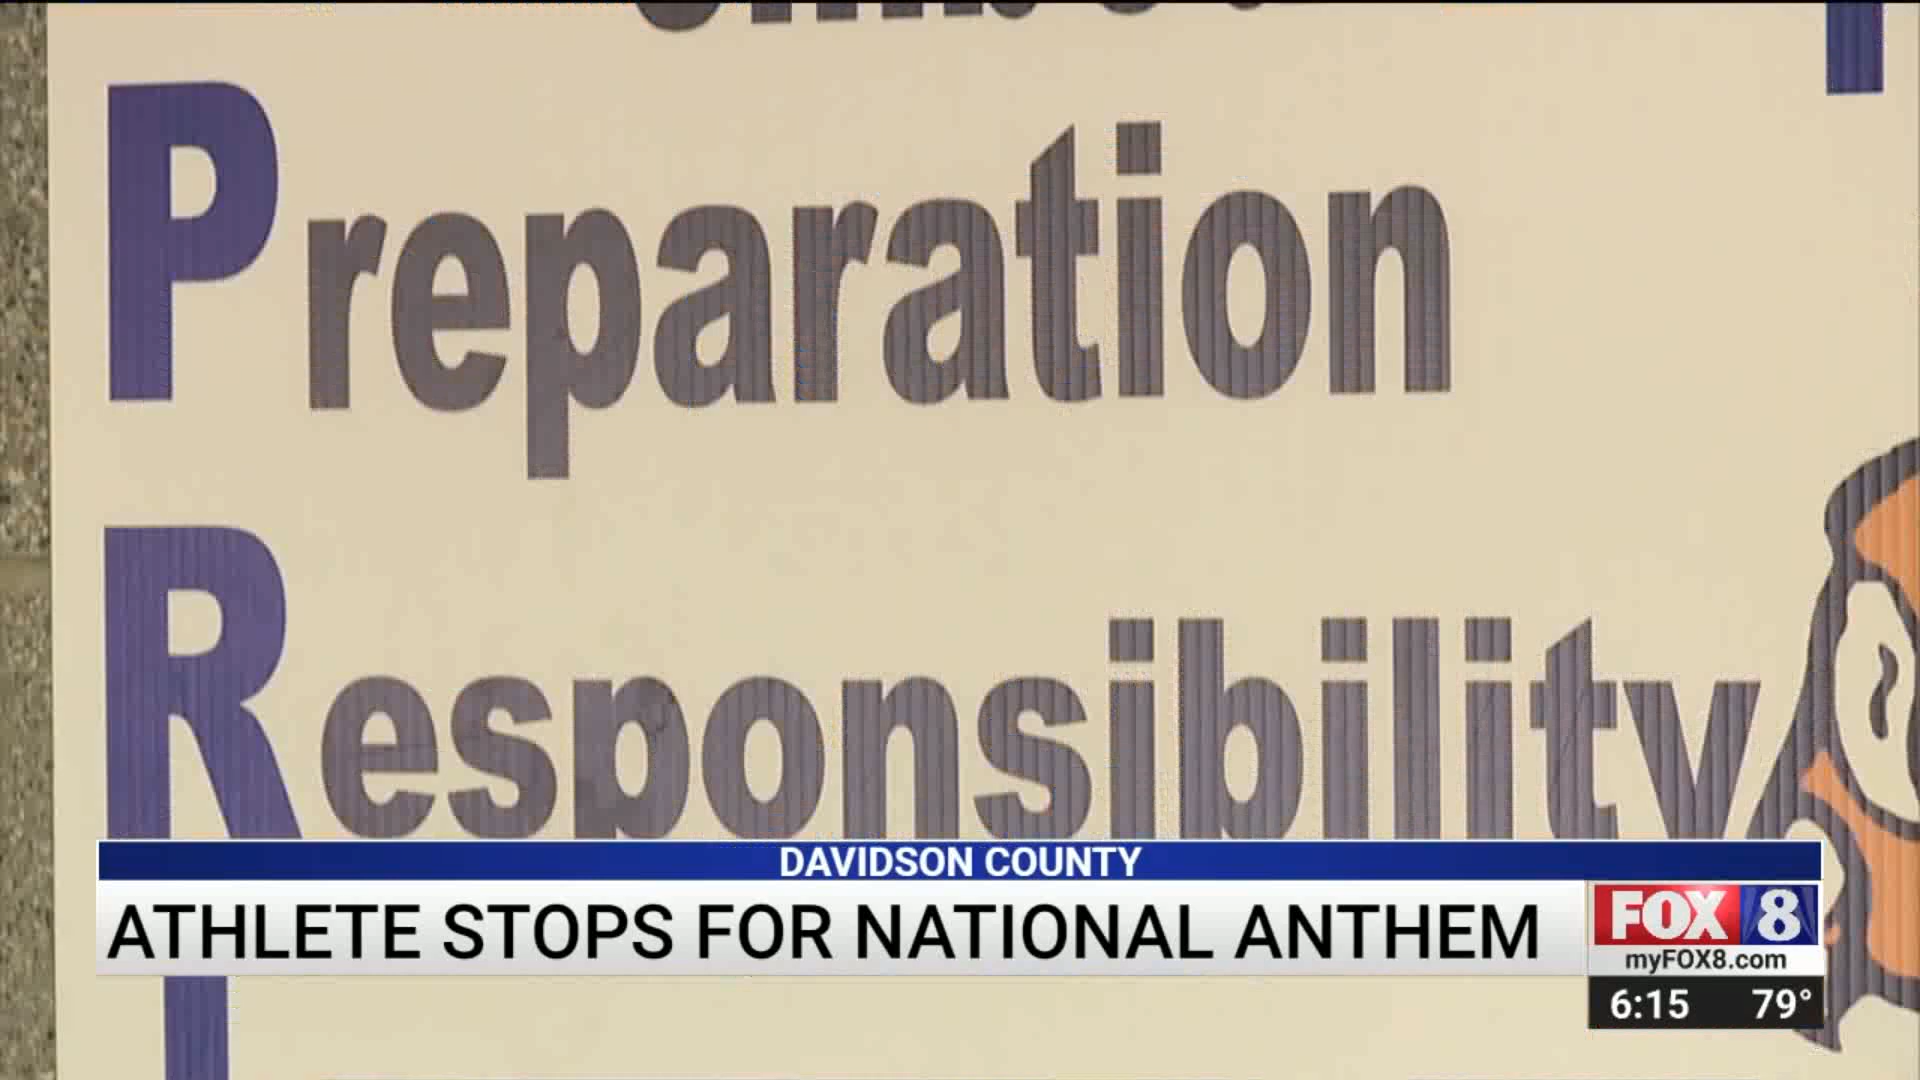 Preparation
Responsibility
DAVIDSON COUNTY
ATHLETE STOPS FOR NATIONAL ANTHEM
FOX 8
myFOX8.com
6:15 79°